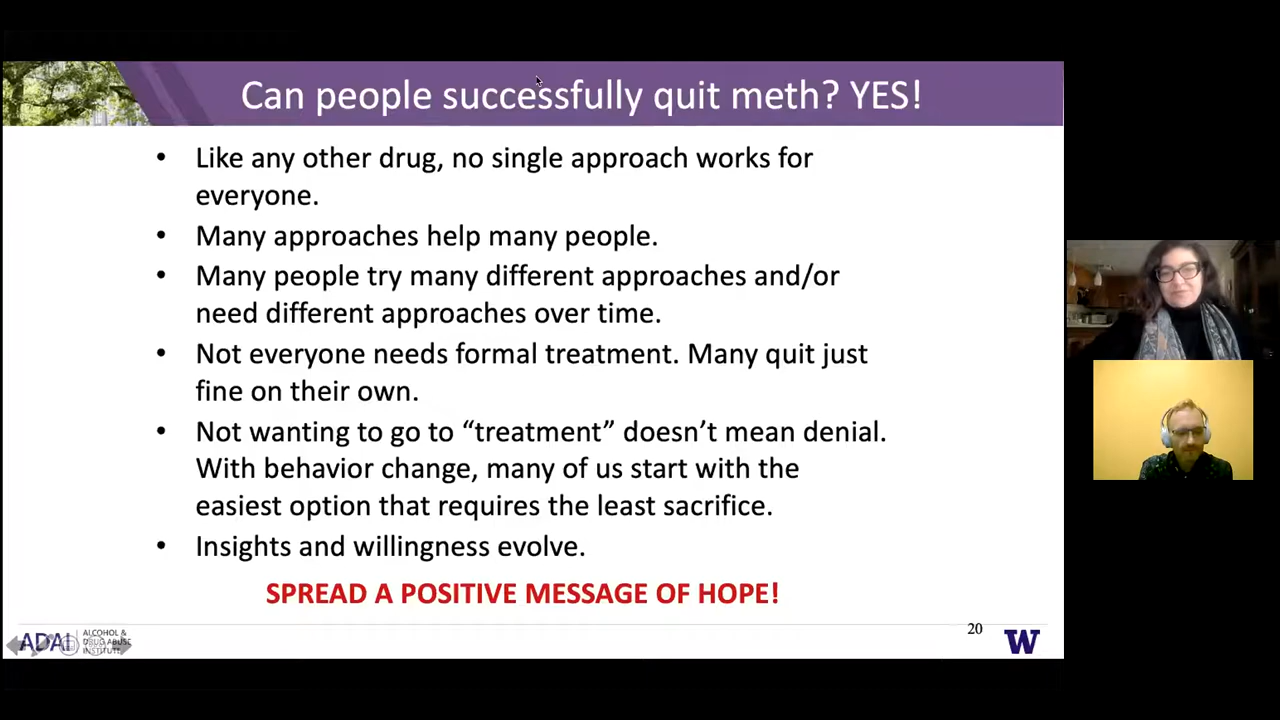 Can people successfully quit meth? YES!
• Like any other drug, no single approach works for
everyone.
• Many approaches help many people.
• Many people try many different approaches and/or
need different approaches over time.
• Not everyone needs formal treatment. Many quit just
fine on their own.
• Not wanting to go to “treatment” doesn’t mean denial.
With behavior change, many of us start with the
easiest option that requires the least sacrifice.
• Insights and willingness evolve.
SPREAD A POSITIVE MESSAGE OF HOPE!
20
ADAI
ALCOHOL &
DRUG ABUSE
INSTITUTE
W